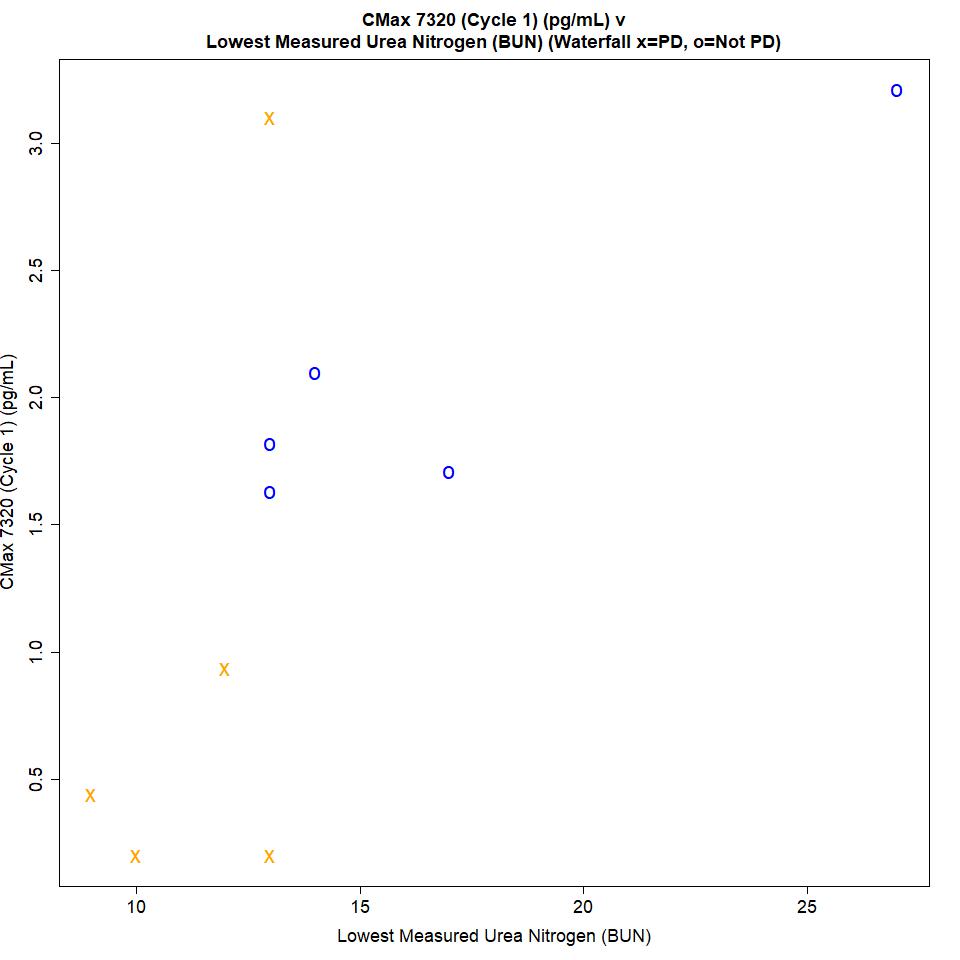 CMax 7320 (Cycle 1) (pg/mL) v
Lowest Measured Urea Nitrogen (BUN) (Waterfall x=PD, o=Not PD)
CMax 7320 (Cycle 1) (pg/mL)
3.0
2.5
2.0
1.5
1.0
0.5
X
O
O
O
O
O
X
X
X
X
10
15
20
25
Lowest Measured Urea Nitrogen (BUN)